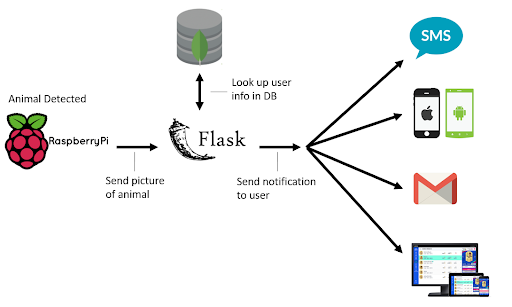 SMS
Look up user
info in DB
Animal Detected
RaspberryPi
Flask
Send picture
of animal
Send notification
to user